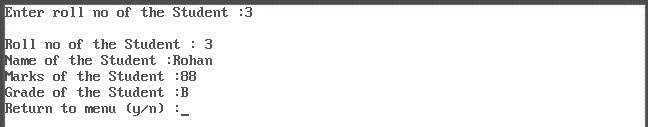 Enter roll no of the Student :3
Roll no of the Student : 3
Name of the Student :Rohan
Marks of the Student :88
Grade of the Student :B
Return to menu (y/n) :_